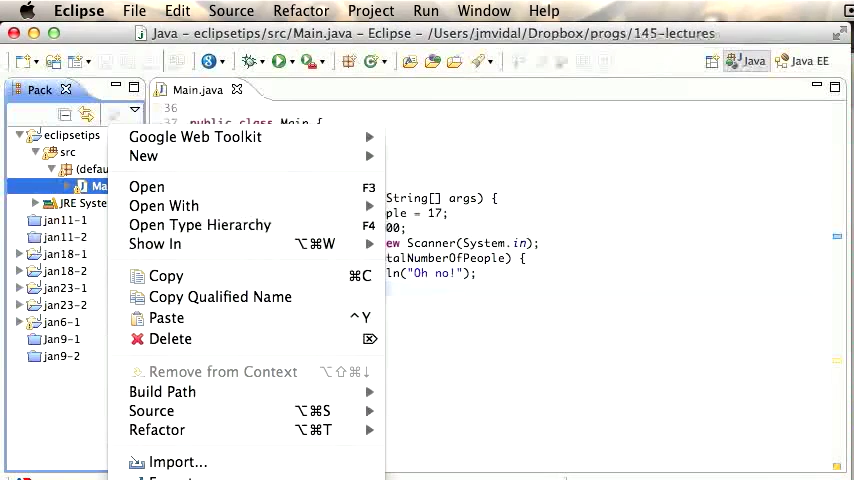 Eclipse File Edit Source Refactor Project Run Window Help
Java – eclipsetips/src/Main.java – Eclipse – /Users/jmvidal/Dropbox/progs/145-lectures
Java
Java EE
Pack
Main.java
36
37 public class Main {
String[] args) {
ple = 17;
00;
ew Scanner(System.in);
talNumberOfPeople) {
ln("Oh no!");
eclipsetips
src
(defau
Ma
JRE Syste
jan11-1
jan11-2
jan18-1
jan18-2
jan23-1
jan23-2
jan6-1
Jan9-1
jan9-2
Google Web Toolkit
New
Open F3
Open With
Open Type Hierarchy F4
Show In ⌥⌘W
Copy ⌘C
Copy Qualified Name
Paste ^Y
Delete ⌦
Remove from Context ⌥⇧⌘↓
Build Path
Source ⌥⌘S
Refactor ⌥⌘T
Import...